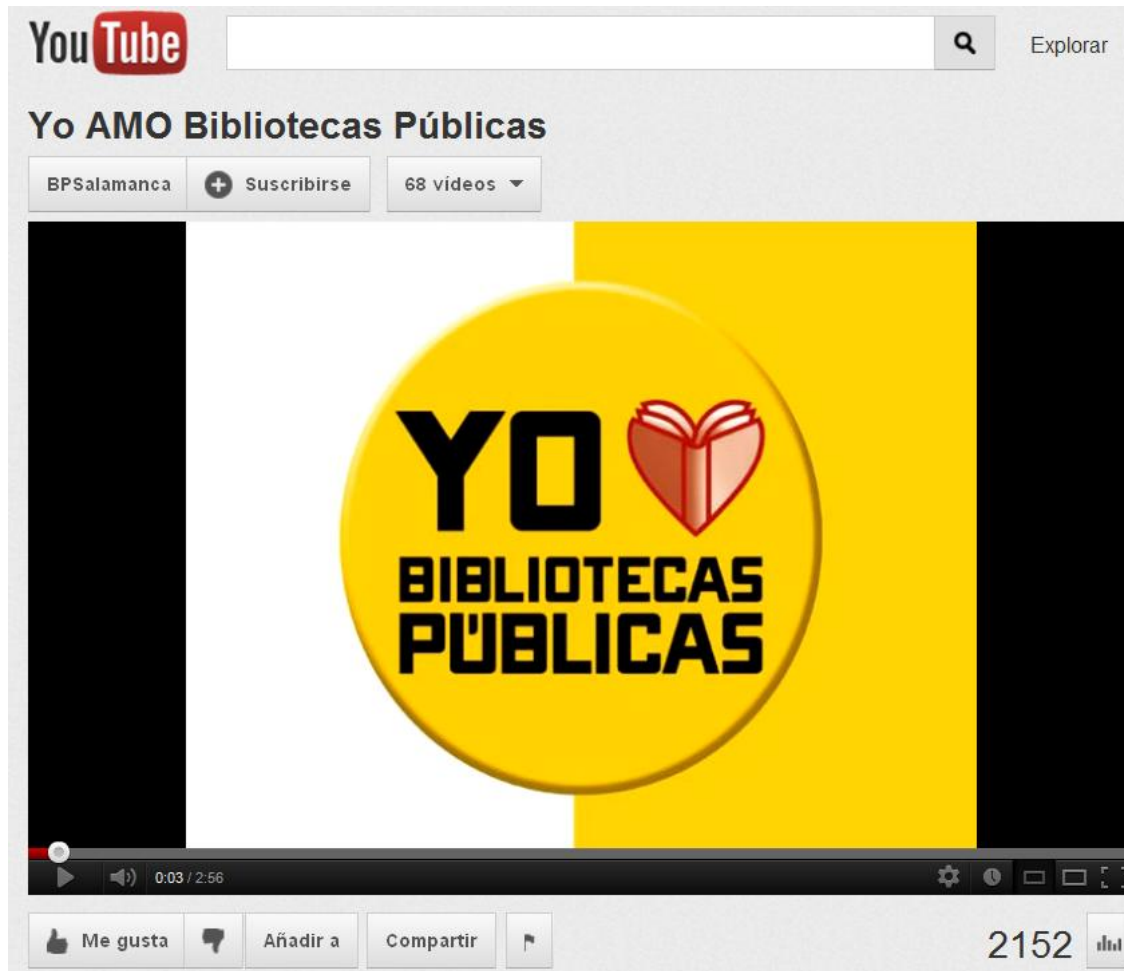 YouTube
Explorar
Yo AMO Bibliotecas Públicas
BPSalamanca Suscribirse 68 vídeos
YO
BIBLIOTECAS
PÚBLICAS
0:03 / 2:56
Me gusta Añadir a Compartir 2152